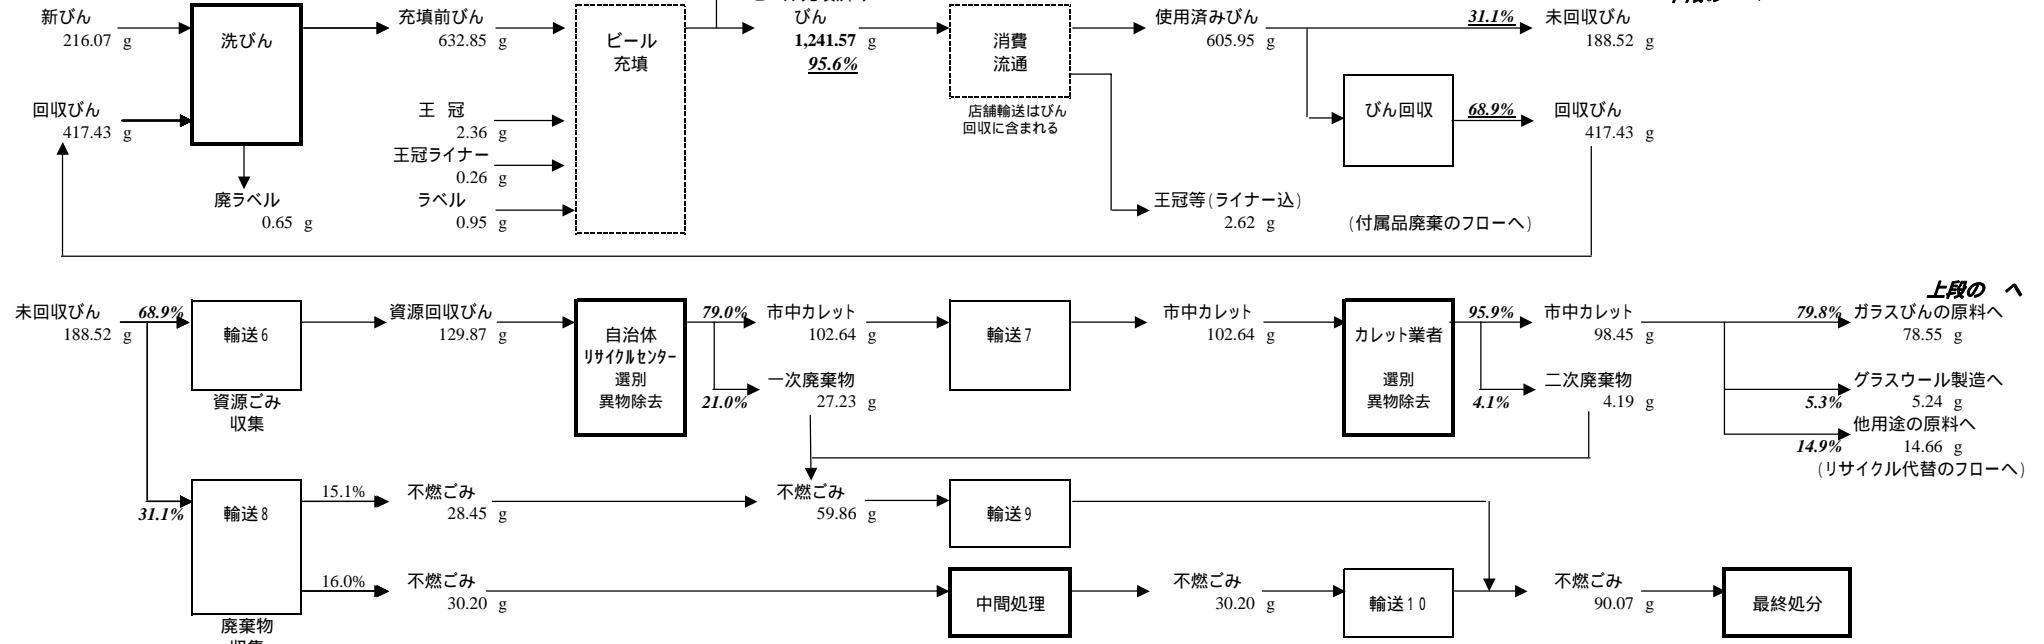 新びん
216.07 g
洗びん
充填前びん
632.85 g
ビール
充填
びん
1,241.57 g
95.6%
消費
流通
使用済みびん
605.95 g
31.1%
未回収びん
188.52 g
回収びん
417.43 g
王 冠
2.36 g
店舗輸送はびん
回収に含まれる
びん回収
68.9%
回収びん
417.43 g
王冠ライナー
0.26 g
廃ラベル
0.65 g
ラベル
0.95 g
王冠等(ライナー込)
2.62 g
(付属品廃棄のフローへ)
上段の へ
未回収びん
188.52 g
68.9%
輸送6
資源ごみ
収集
資源回収びん
129.87 g
自治体
リサイクルセンター
選別
異物除去
79.0%
市中カレット
102.64 g
輸送7
市中カレット
102.64 g
カレット業者
選別
異物除去
95.9%
市中カレット
98.45 g
79.8%
ガラスびんの原料へ
78.55 g
21.0%
一次廃棄物
27.23 g
4.1%
二次廃棄物
4.19 g
5.3%
グラスウール製造へ
5.24 g
14.9%
他用途の原料へ
14.66 g
(リサイクル代替のフローへ)
31.1%
輸送8
15.1%
不燃ごみ
28.45 g
不燃ごみ
59.86 g
輸送9
16.0%
不燃ごみ
30.20 g
中間処理
不燃ごみ
30.20 g
輸送10
不燃ごみ
90.07 g
最終処分
廃棄物